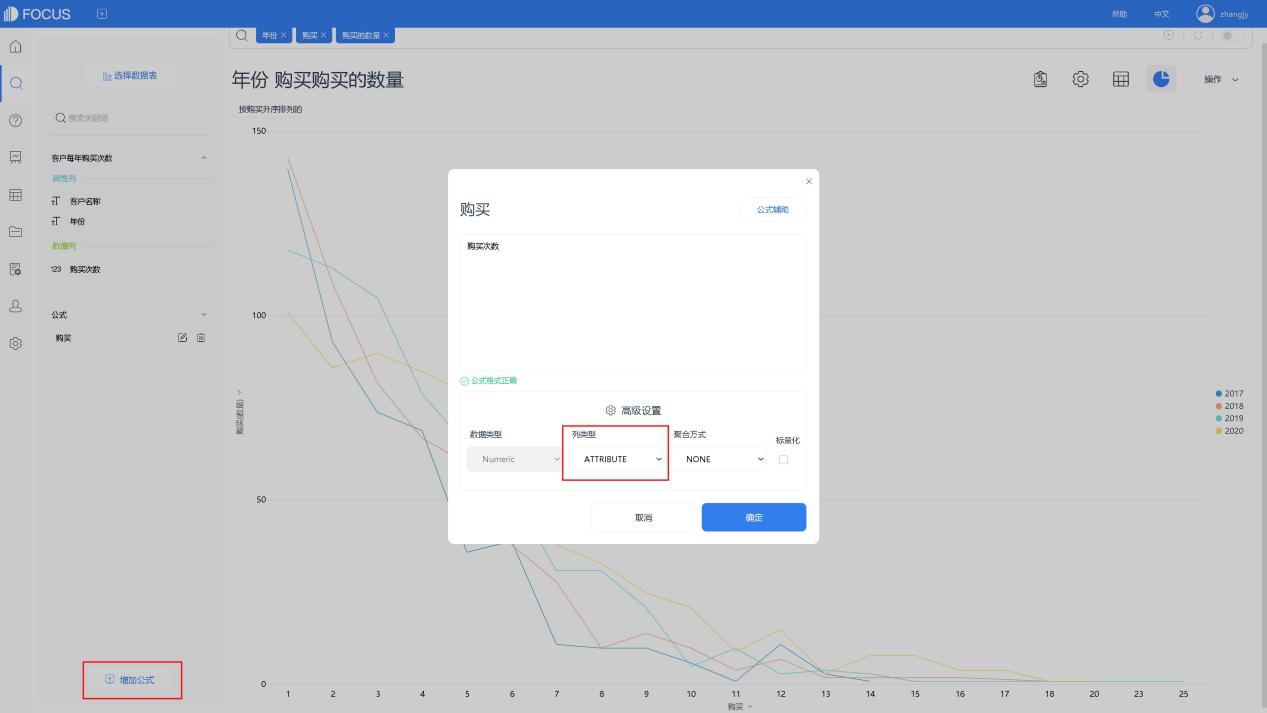 FOCUS
帮助
中文
zhangjy
年份 ×
购买 ×
购买的数量 ×
选择数据表
搜索关键词
客户每年购买次数
属性列
客户名称
年份
数值列
123 购买次数
公式
购买
增加公式
年份 购买购买的数量
操作
按购买升序排列的
150
100
50
0
购买(数量)
1 2 3 4 5 6 7 8 9 10 11 12 13 14 15 16 17 18 20 23 25
购买
2017
2018
2019
2020
×
购买
公式辅助
购买次数
公式格式正确
高级设置
数据类型
列类型
聚合方式
标量化
Numeric
ATTRIBUTE
NONE
取消
确定